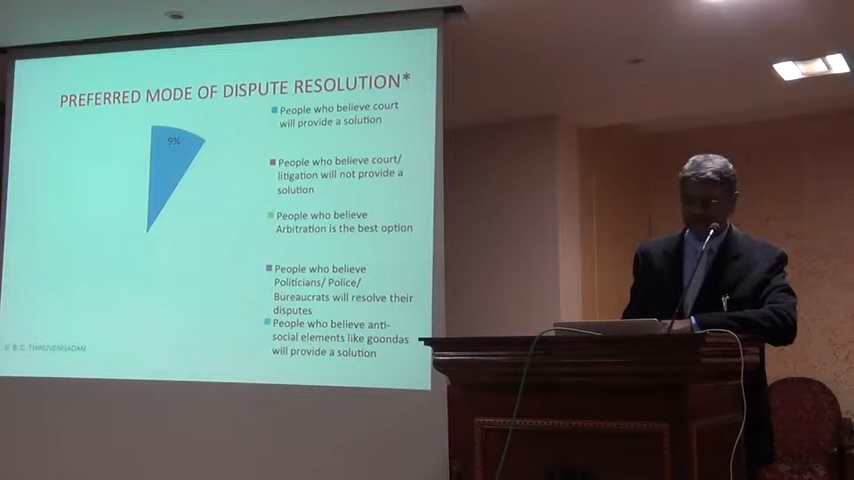 PREFERRED MODE OF DISPUTE RESOLUTION*
9%
People who believe court
will provide a solution
People who believe court/
litigation will not provide a
solution
People who believe
Arbitration is the best option
People who believe
Politicians/ Police/
Bureaucrats will resolve their
disputes
People who believe anti-
social elements like goondas
will provide a solution
B. C. THIRUVENGADAM